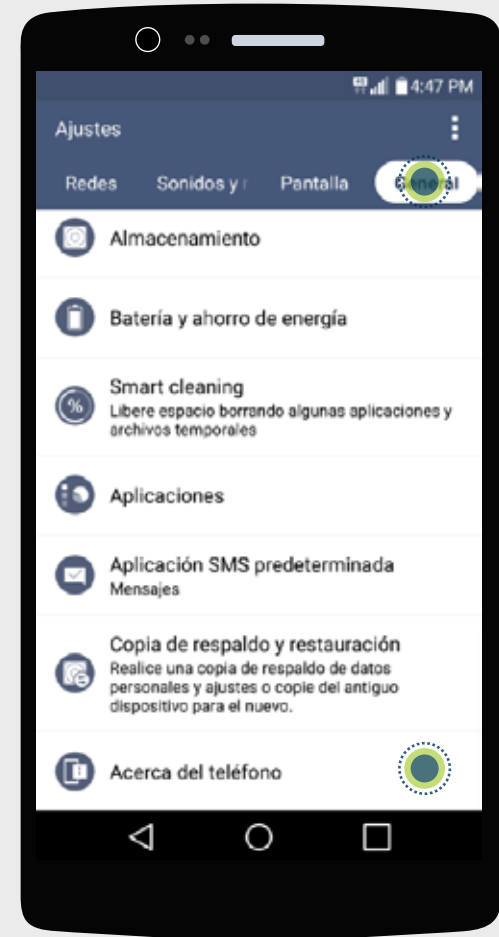 4:47 PM
Ajustes
Redes Sonidos y r Pantalla General
Almacenamiento
Batería y ahorro de energía
Smart cleaning
Libere espacio borrando algunas aplicaciones y
archivos temporales
Aplicaciones
Aplicación SMS predeterminada
Mensajes
Copia de respaldo y restauración
Realice una copia de respaldo de datos
personales y ajustes o copie del antiguo
dispositivo para el nuevo.
Acerca del teléfono